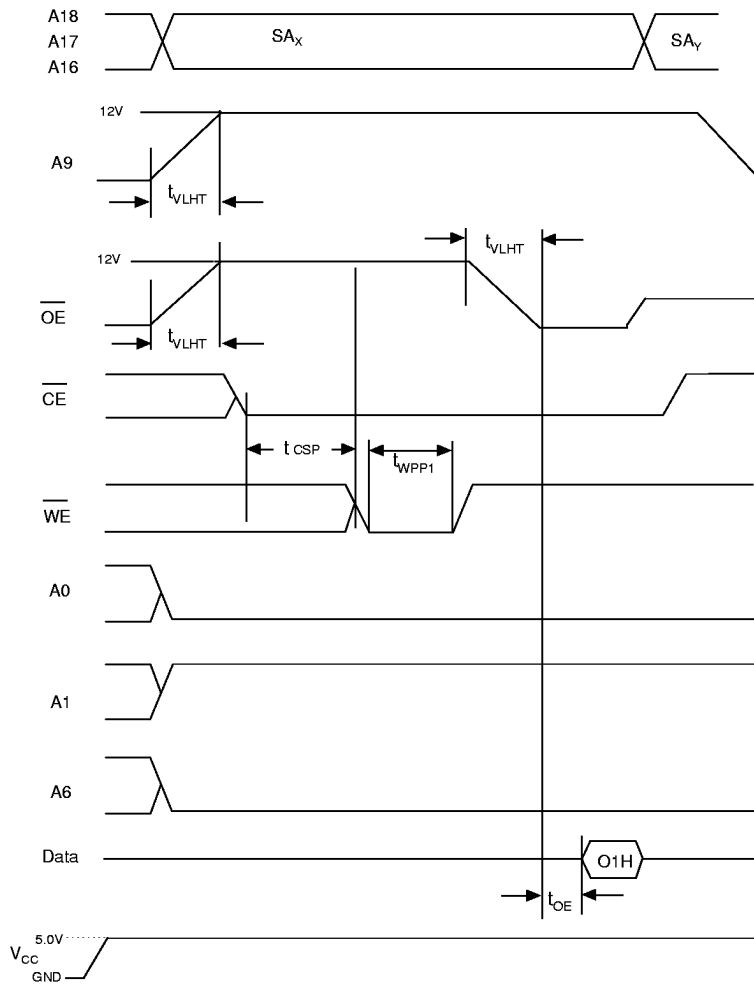 A18
SAX
A17
SAY
A16
12V
A9
tVLHT
tVLHT
12V
OE
tVLHT
CE
t CSP
tWPP1
WE
A0
A1
A6
Data
O1H
tOE
5.0V
VCC
GND